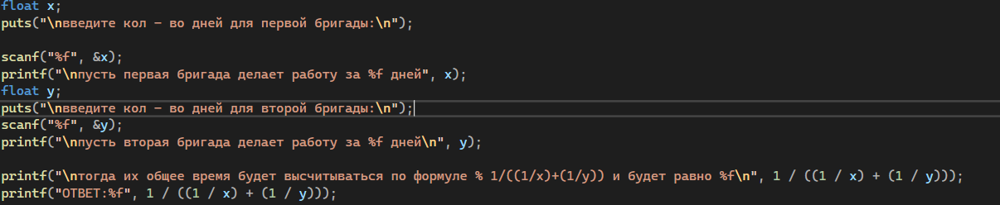 float x;
puts("\nвведите кол - во дней для первой бригады:\n");
scanf("%f", &x);
printf("\nпусть первая бригада делает работу за %f дней", x);
float y;
puts("\nвведите кол - во дней для второй бригады:\n");
scanf("%f", &y);
printf("\nпусть вторая бригада делает работу за %f дней\n", y);
printf("\nтогда их общее время будет высчитываться по формуле % 1/((1/x)+(1/y)) и будет равно %f\n", 1 / ((1 / x) + (1 / y)));
printf("ОТВЕТ:%f", 1 / ((1 / x) + (1 / y)));